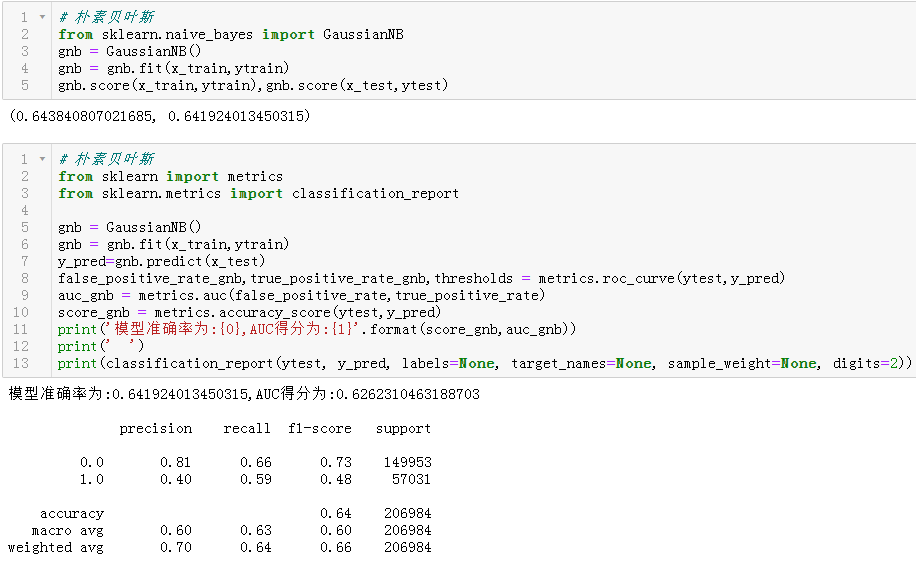 1 # 朴素贝叶斯
2 from sklearn.naive_bayes import GaussianNB
3 gnb = GaussianNB()
4 gnb = gnb.fit(x_train,ytrain)
5 gnb.score(x_train,ytrain),gnb.score(x_test,ytest)
(0.643840807021685, 0.641924013450315)
1 # 朴素贝叶斯
2 from sklearn import metrics
3 from sklearn.metrics import classification_report
4
5 gnb = GaussianNB()
6 gnb = gnb.fit(x_train,ytrain)
7 y_pred=gnb.predict(x_test)
8 false_positive_rate_gnb,true_positive_rate_gnb,thresholds = metrics.roc_curve(ytest,y_pred)
9 auc_gnb = metrics.auc(false_positive_rate,true_positive_rate)
10 score_gnb = metrics.accuracy_score(ytest,y_pred)
11 print('模型准确率为:{0},AUC得分为:{1}'.format(score_gnb,auc_gnb))
12 print(' ')
13 print(classification_report(ytest, y_pred, labels=None, target_names=None, sample_weight=None, digits=2))
模型准确率为:0.641924013450315,AUC得分为:0.6262310463188703
precision recall f1-score support
0.0 0.81 0.66 0.73 149953
1.0 0.40 0.59 0.48 57031
accuracy 0.64 206984
macro avg 0.60 0.63 0.60 206984
weighted avg 0.70 0.64 0.66 206984